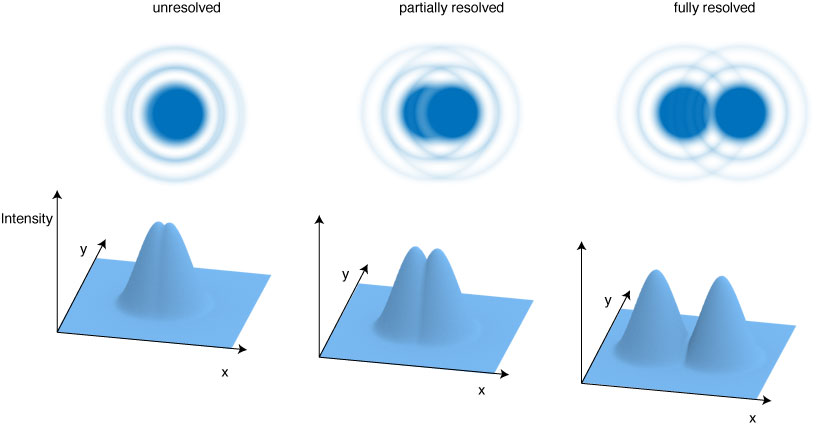 unresolved
partially resolved
fully resolved
Intensity
y
x
y
x
y
x